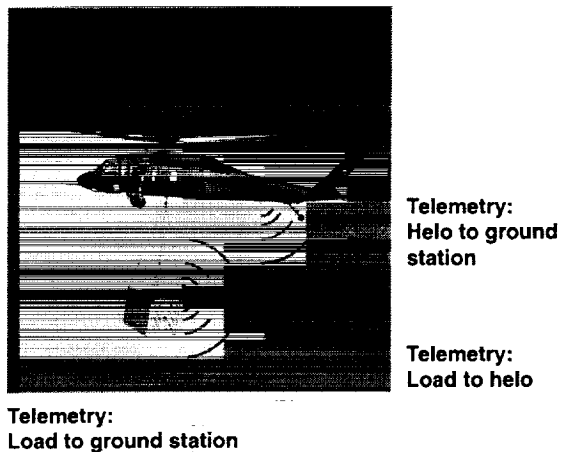 Telemetry:
Helo to ground
station
Telemetry:
Load to helo
Telemetry:
Load to ground station